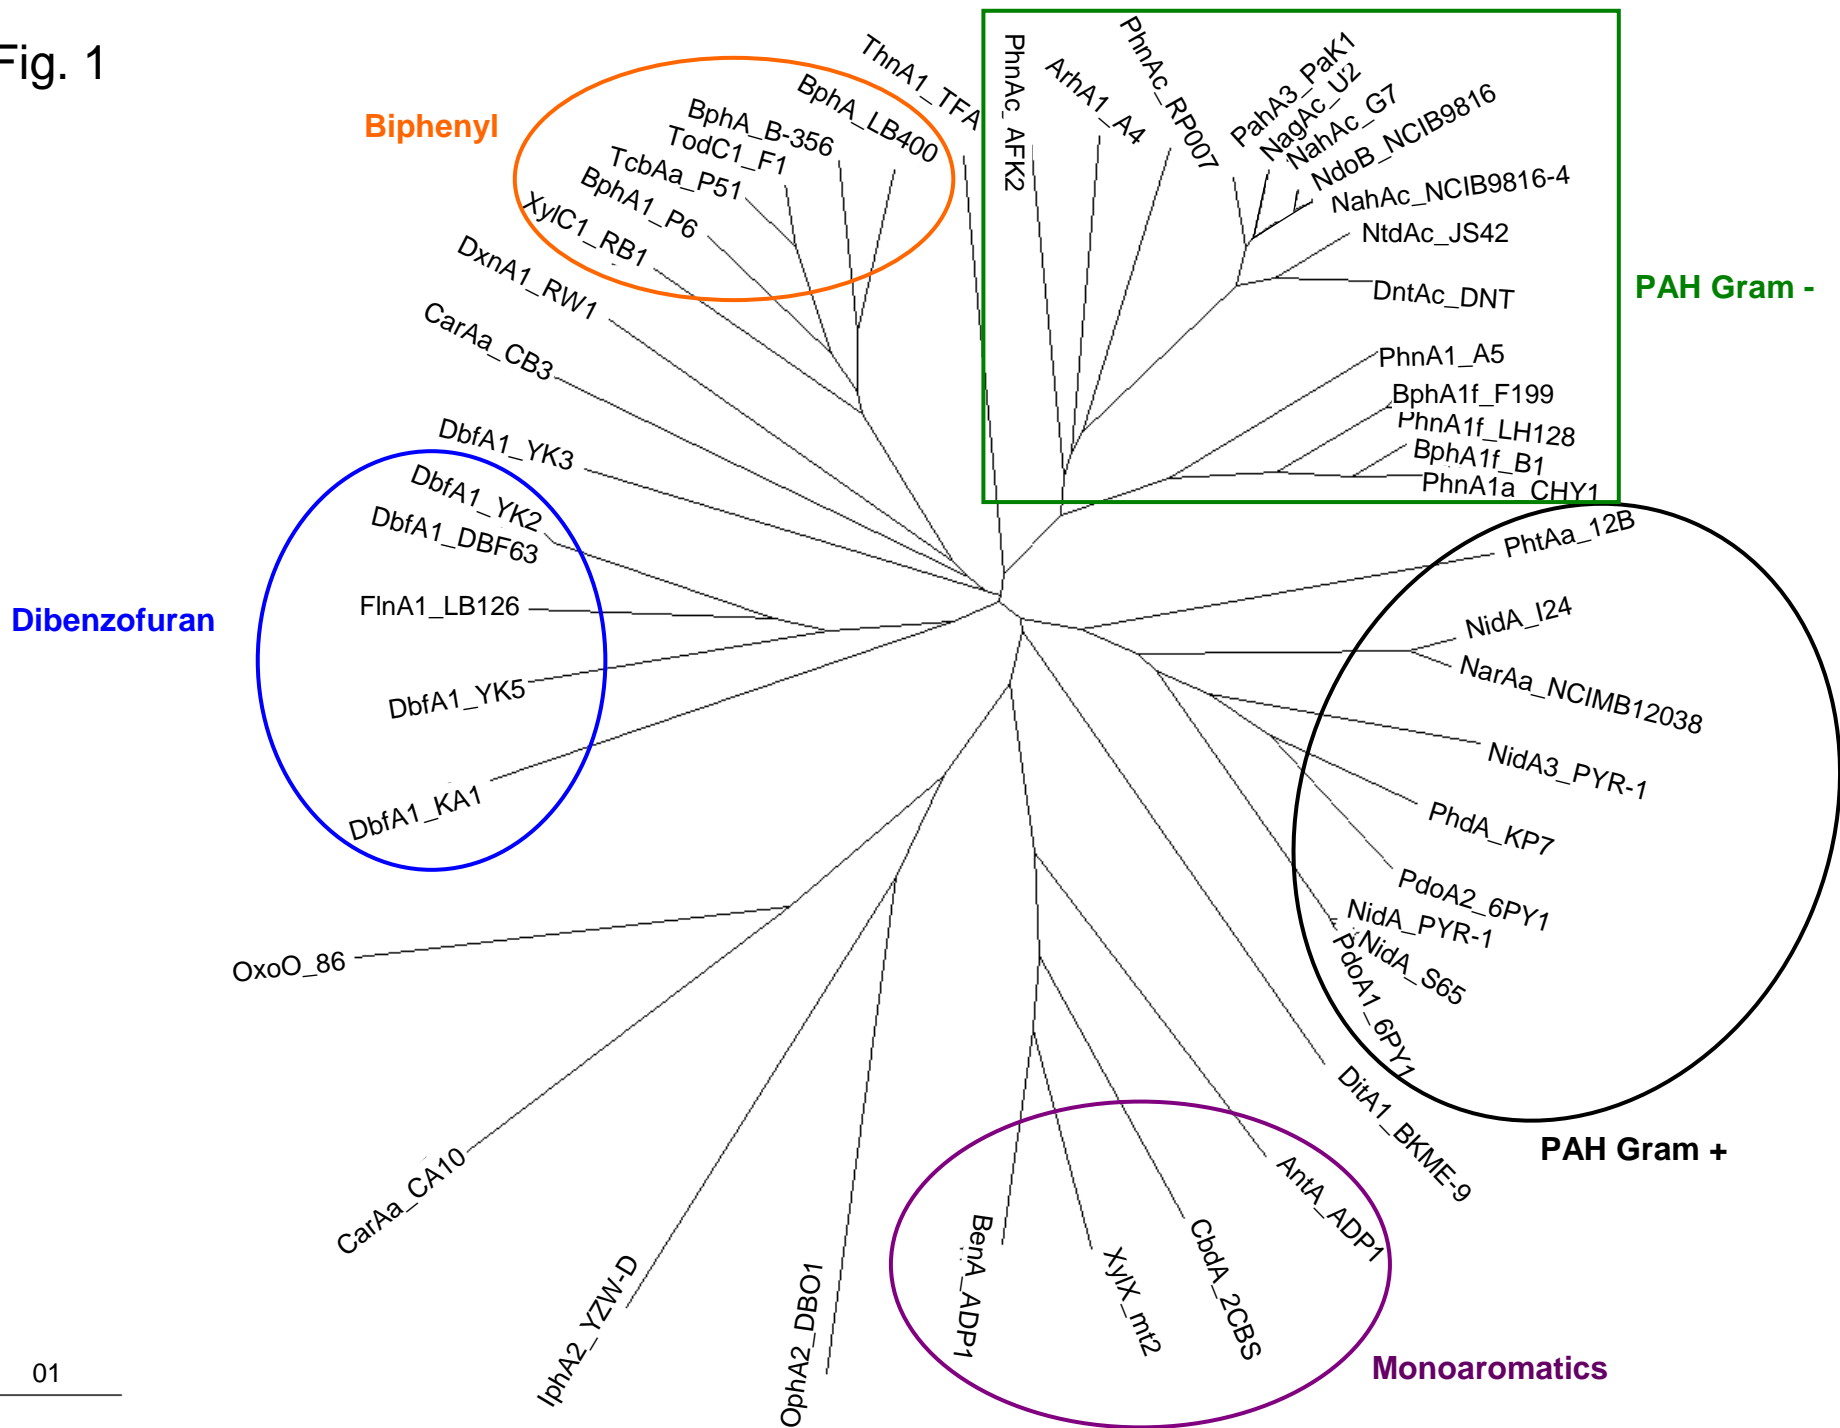 Fig. 1
Biphenyl
BphA_LB400
BphA_B-356
TodC1_F1
TcbAa_P51
BphA1_P6
XylC1_RB1
DxnA1_RW1
CarAa_CB3
ThnA1_TFA
PhnAc_AFK2
ArhA1_A4
PhnAc_RP007
PahA3_PaK1
NagAc_U2
NahAc_G7
NdoB_NCIB9816
NahAc_NCIB9816-4
NtdAc_JS42
DntAc_DNT
PAH Gram -
PhnA1_A5
BphA1f_F199
PhnA1f_LH128
BphA1f_B1
PhnA1a_CHY1
DbfA1_YK3
DbfA1_YK2
DbfA1_DBF63
FlnA1_LB126
Dibenzofuran
DbfA1_YK5
DbfA1_KA1
PhtAa_12B
NidA_I24
NarAa_NCIMB12038
NidA3_PYR-1
PhdA_KP7
PdoA2_6PY1
NidA_PYR-1
NidA_S65
PdoA1_6PY1
PAH Gram +
DitA1_BKME-9
AntA_ADP1
CbdA_2CBS
XylX_mt2
BenA_ADP1
Monoaromatics
OxoO_86
CarAa_CA10
IphA2_YZW-D
OphA2_DBO1
01